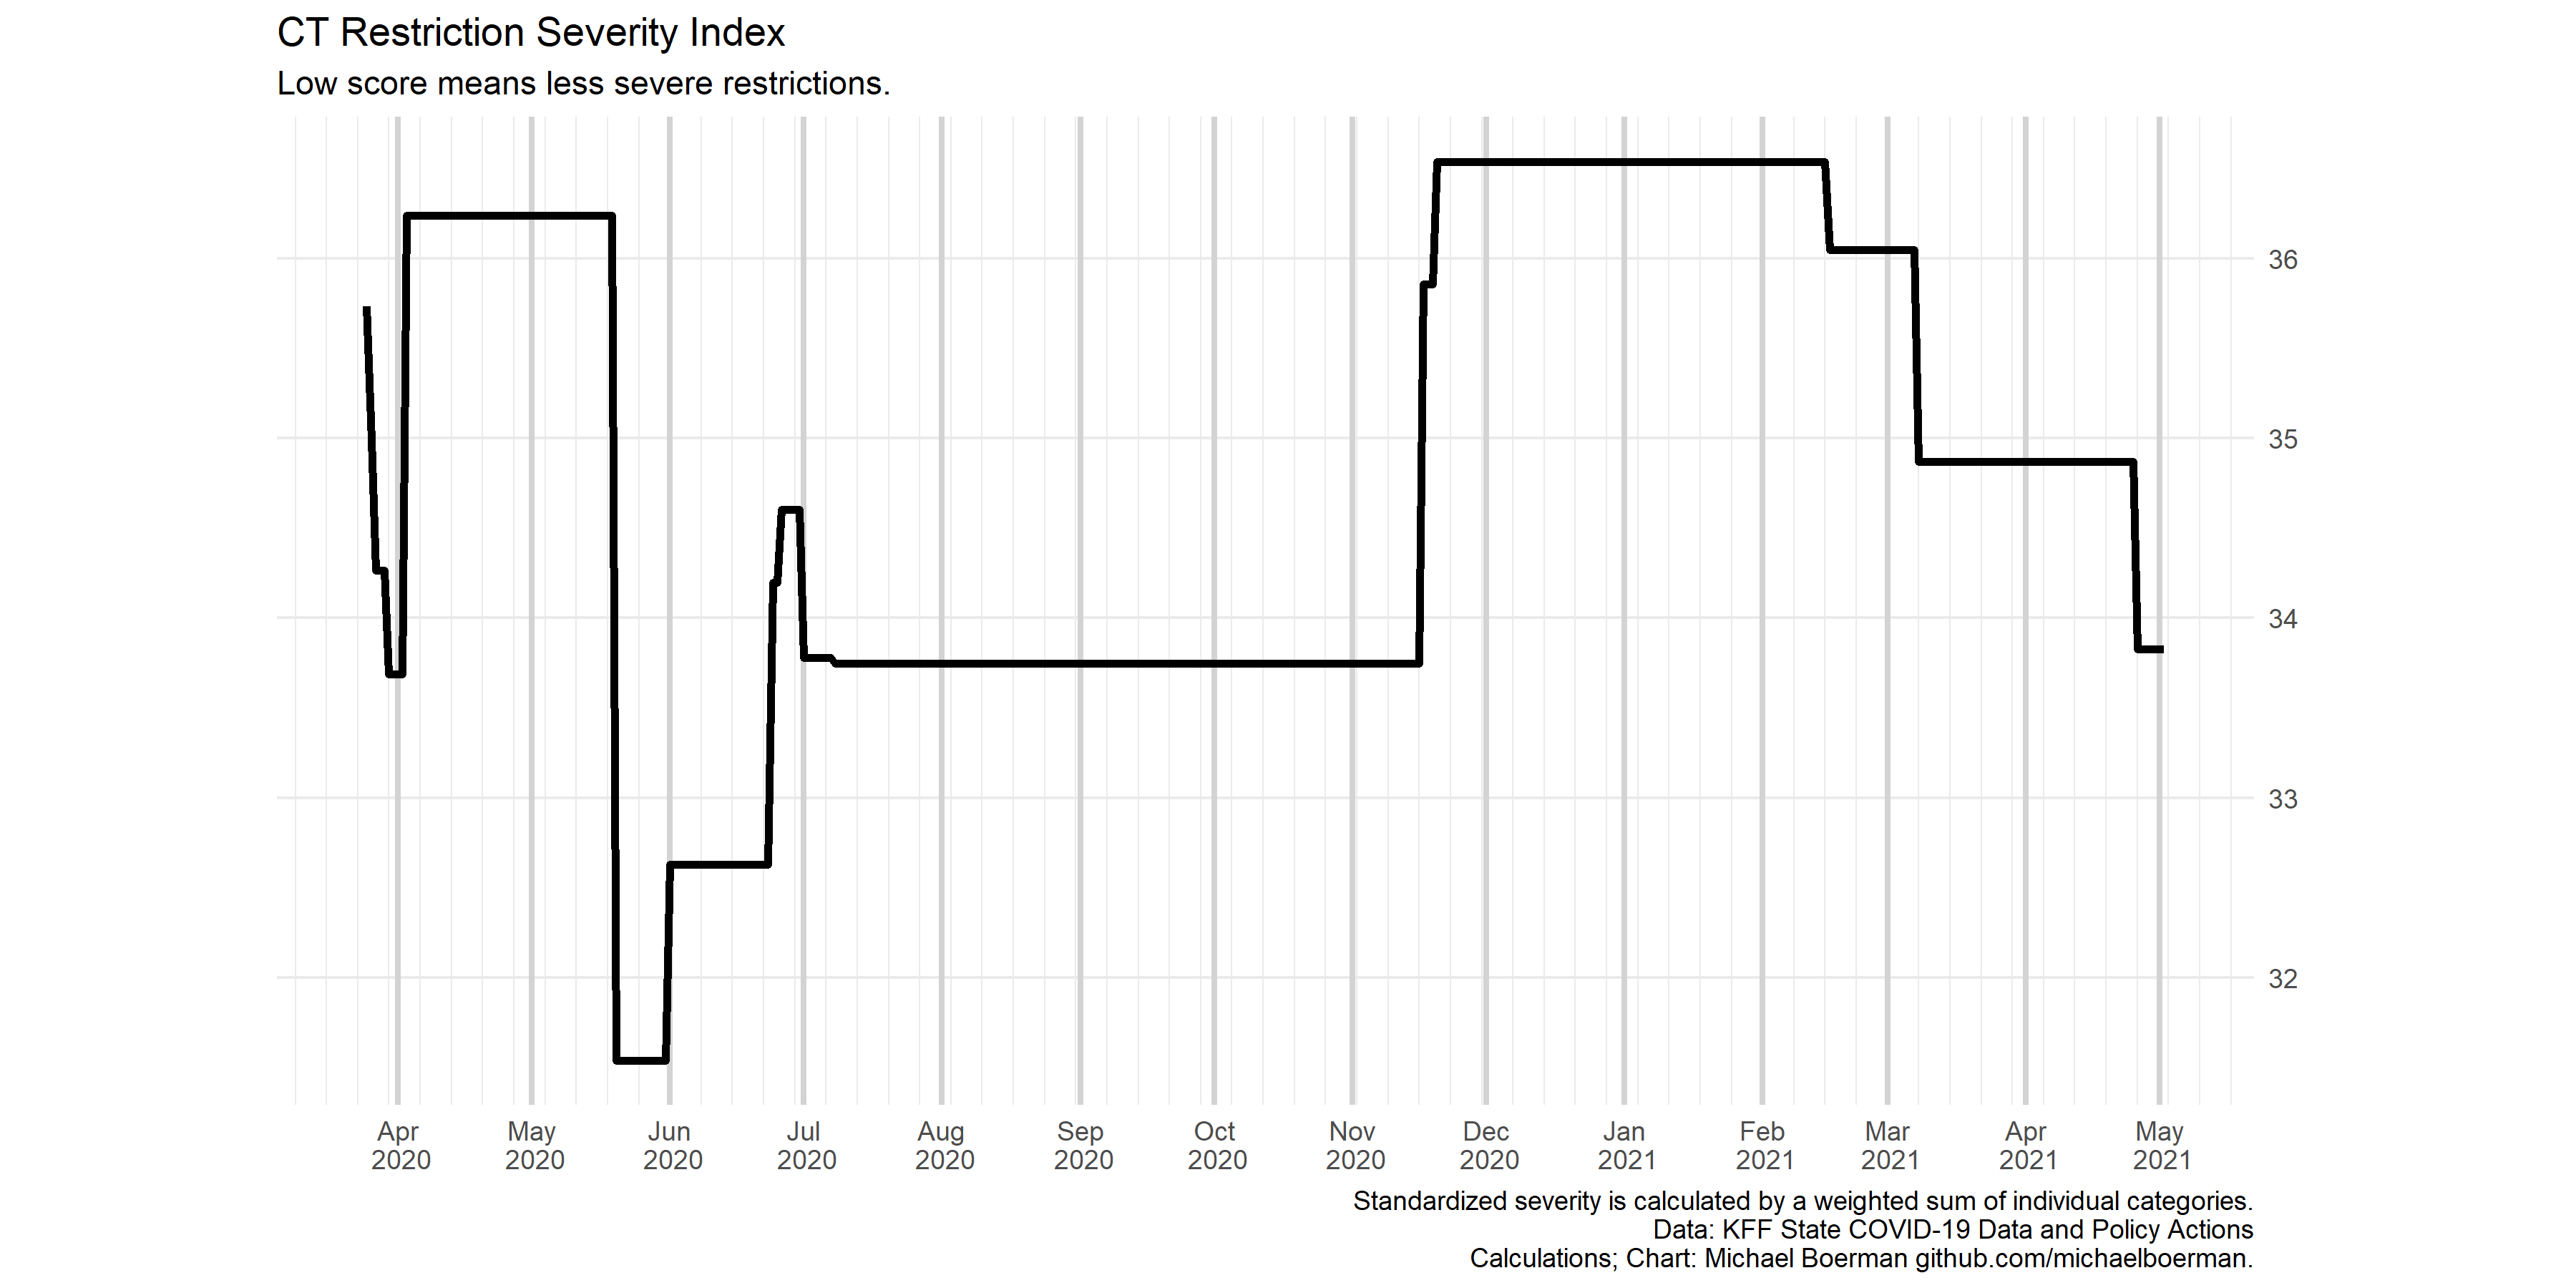 CT Restriction Severity Index
Low score means less severe restrictions.
36
35
34
33
32
Apr May Jun Jul Aug Sep Oct Nov Dec Jan Feb Mar Apr May
2020 2020 2020 2020 2020 2020 2020 2020 2020 2021 2021 2021 2021 2021
Standardized severity is calculated by a weighted sum of individual categories.
Data: KFF State COVID-19 Data and Policy Actions
Calculations; Chart: Michael Boerman github.com/michaelboerman.